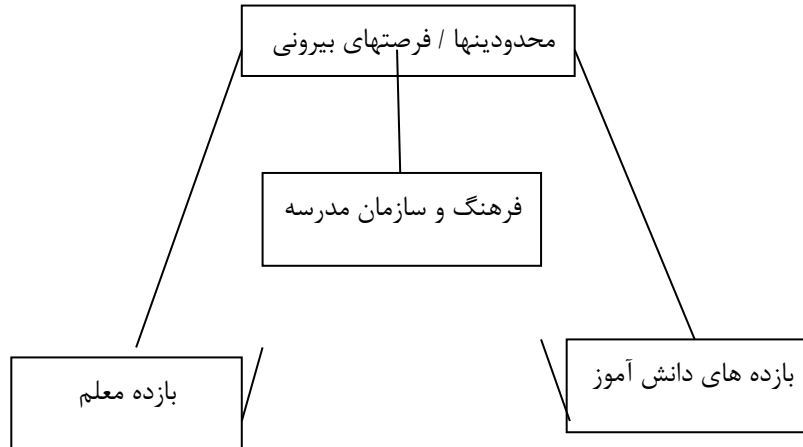 محدودینها / فرصتهای بیرونی
فرهنگ و سازمان مدرسه
بازده های دانش آموز
بازده معلم